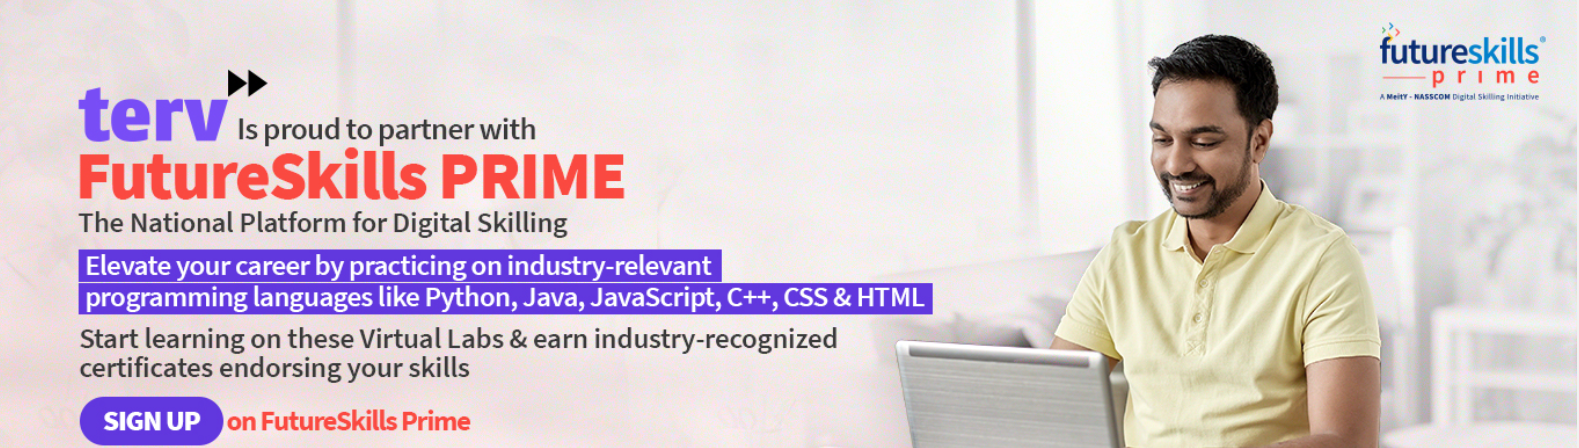 terv
Is proud to partner with
FutureSkills PRIME
The National Platform for Digital Skilling
Elevate your career by practicing on industry-relevant
programming languages like Python, Java, JavaScript, C++, CSS & HTML
Start learning on these Virtual Labs & earn industry-recognized
certificates endorsing your skills
SIGN UP on FutureSkills Prime
futureskills®
prime
A MeitY - NASSCOM Digital Skilling Initiative